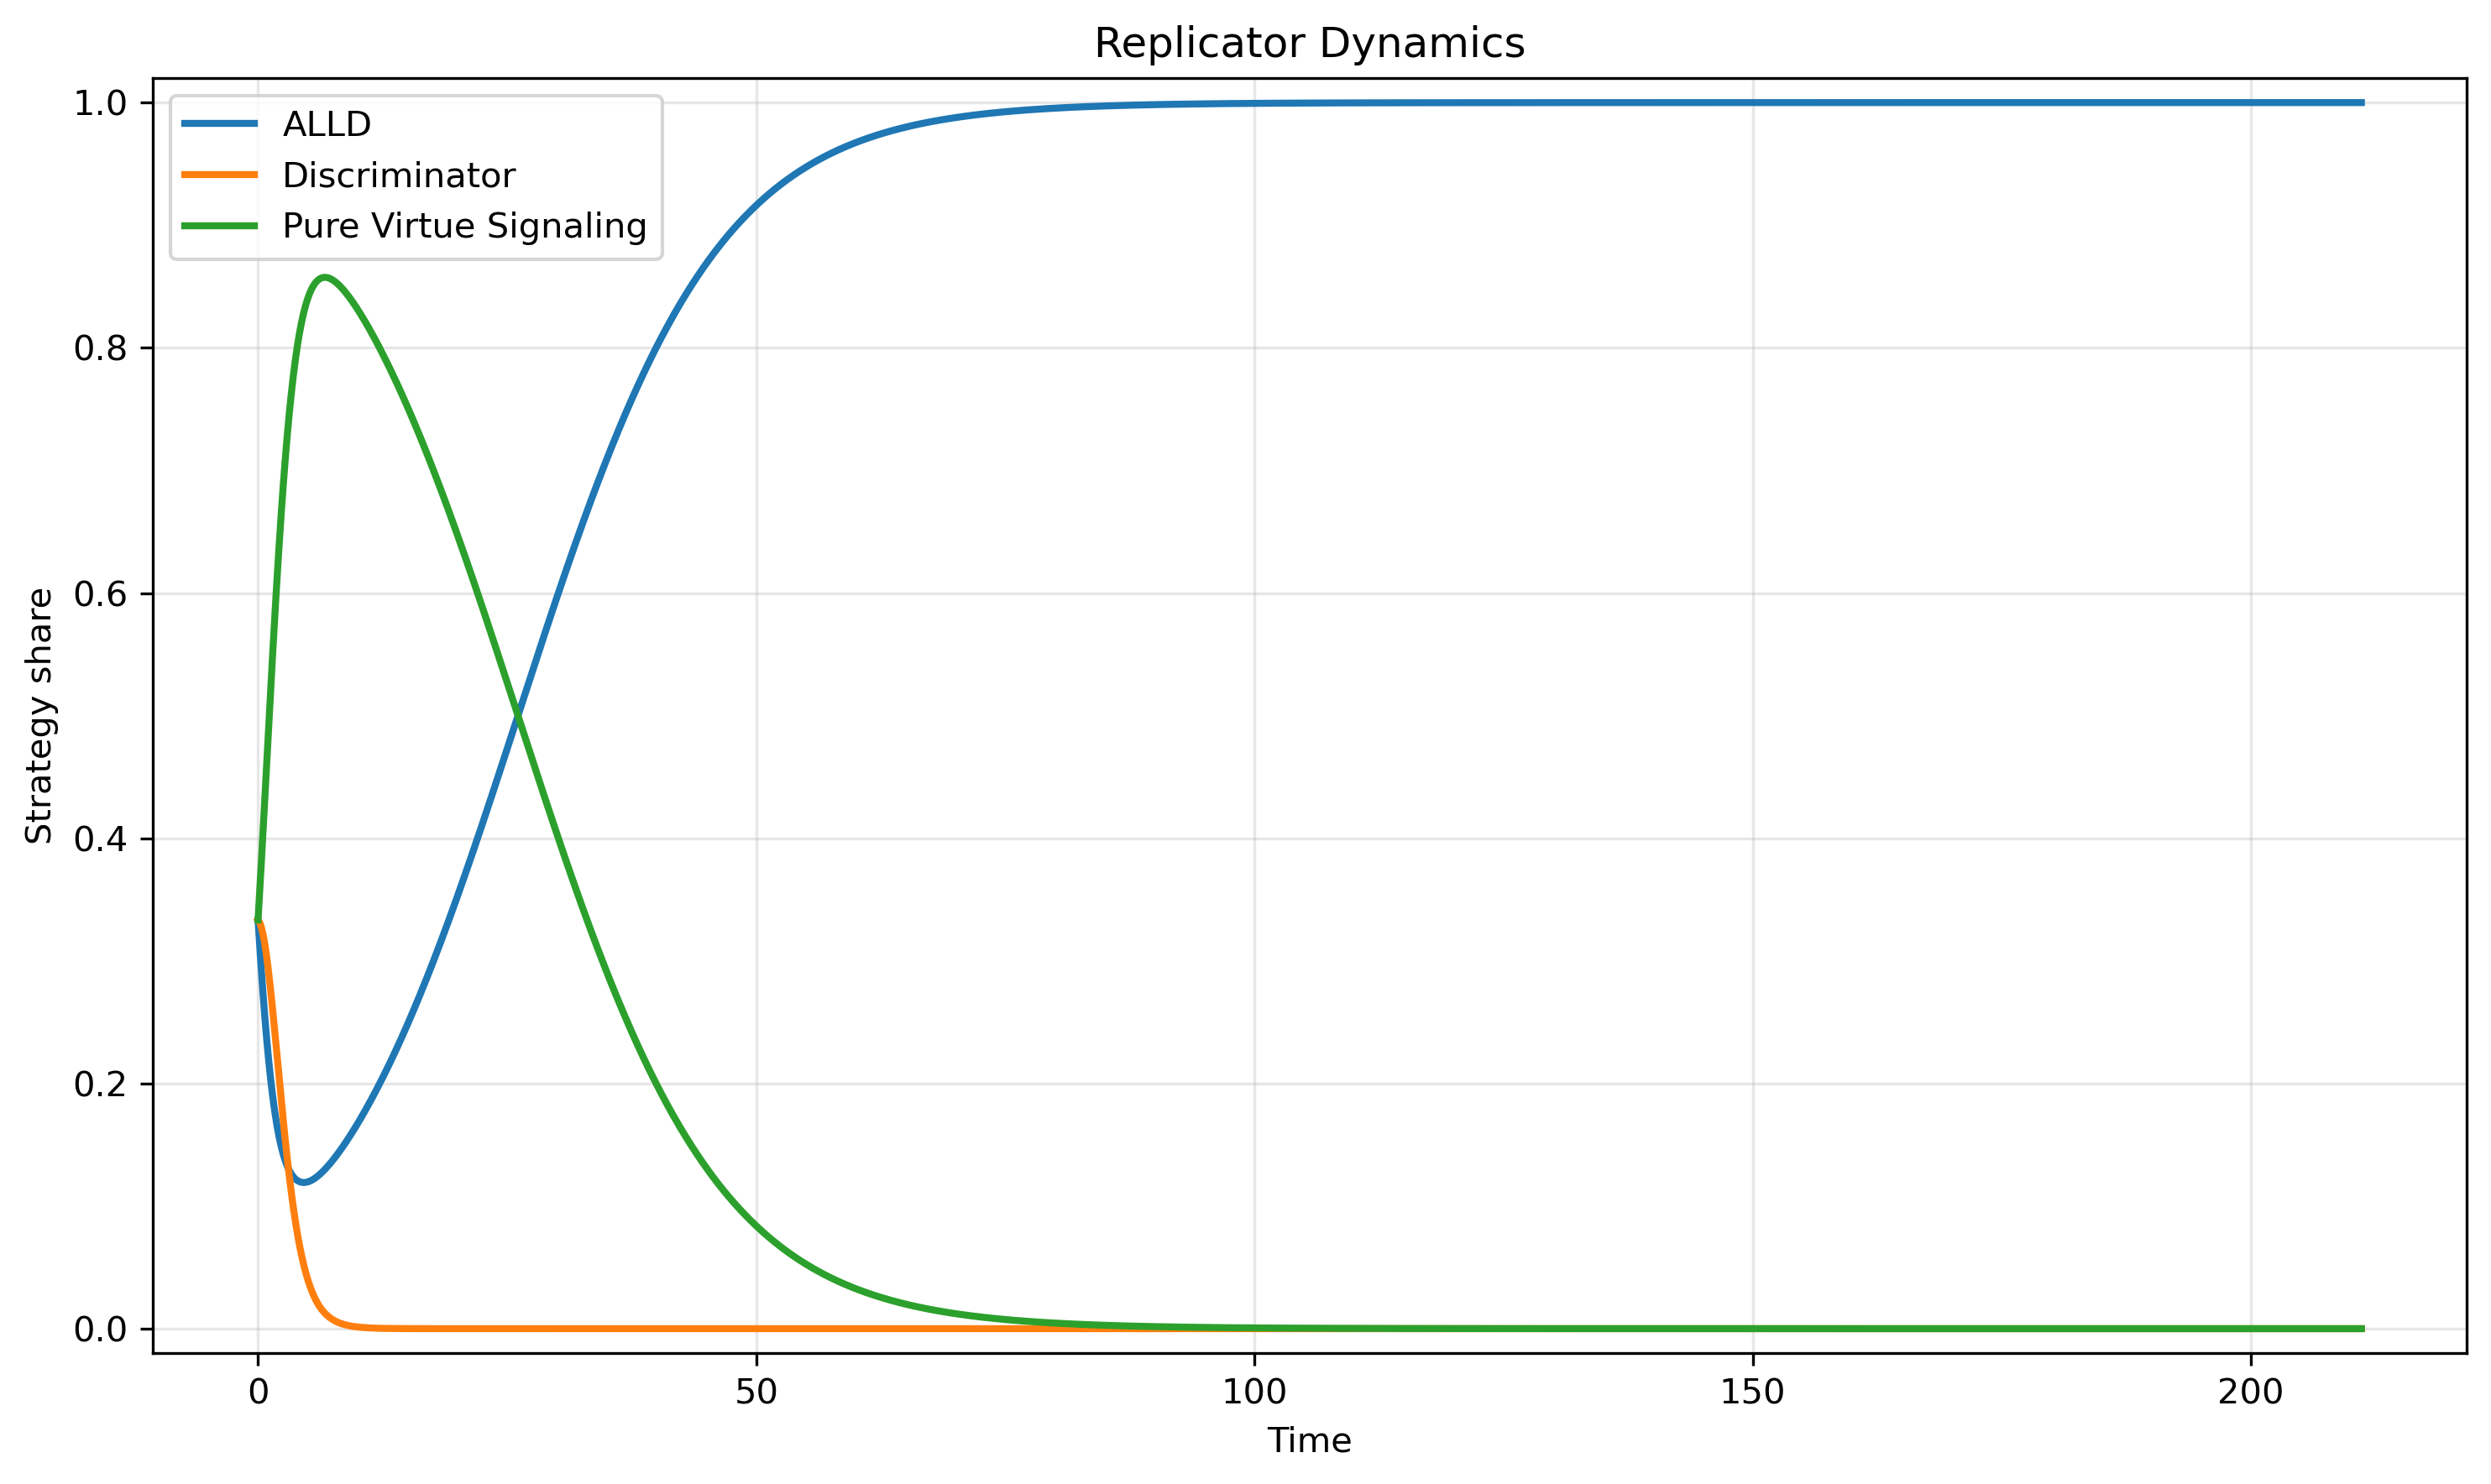 Replicator Dynamics
ALLD
Discriminator
Pure Virtue Signaling
Strategy share
1.0
0.8
0.6
0.4
0.2
0.0
0 50 100 150 200
Time